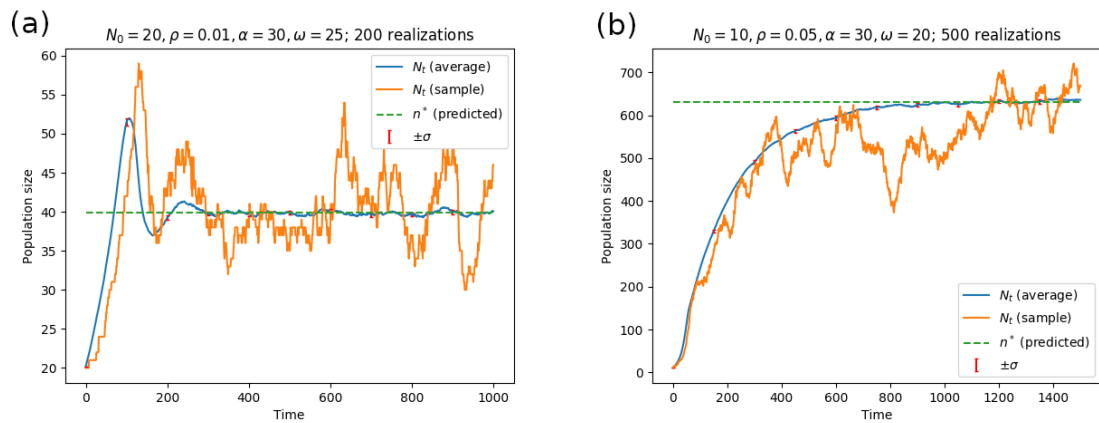 (a)
N₀ = 20, ρ = 0.01, α = 30, ω = 25; 200 realizations
60
55
50
45
40
35
30
25
20
Population size
0 200 400 600 800 1000
Time
Nₜ (average)
Nₜ (sample)
n* (predicted)
±σ
(b)
N₀ = 10, ρ = 0.05, α = 30, ω = 20; 500 realizations
700
600
500
400
300
200
100
0
Population size
0 200 400 600 800 1000 1200 1400
Time
Nₜ (average)
Nₜ (sample)
n* (predicted)
±σ